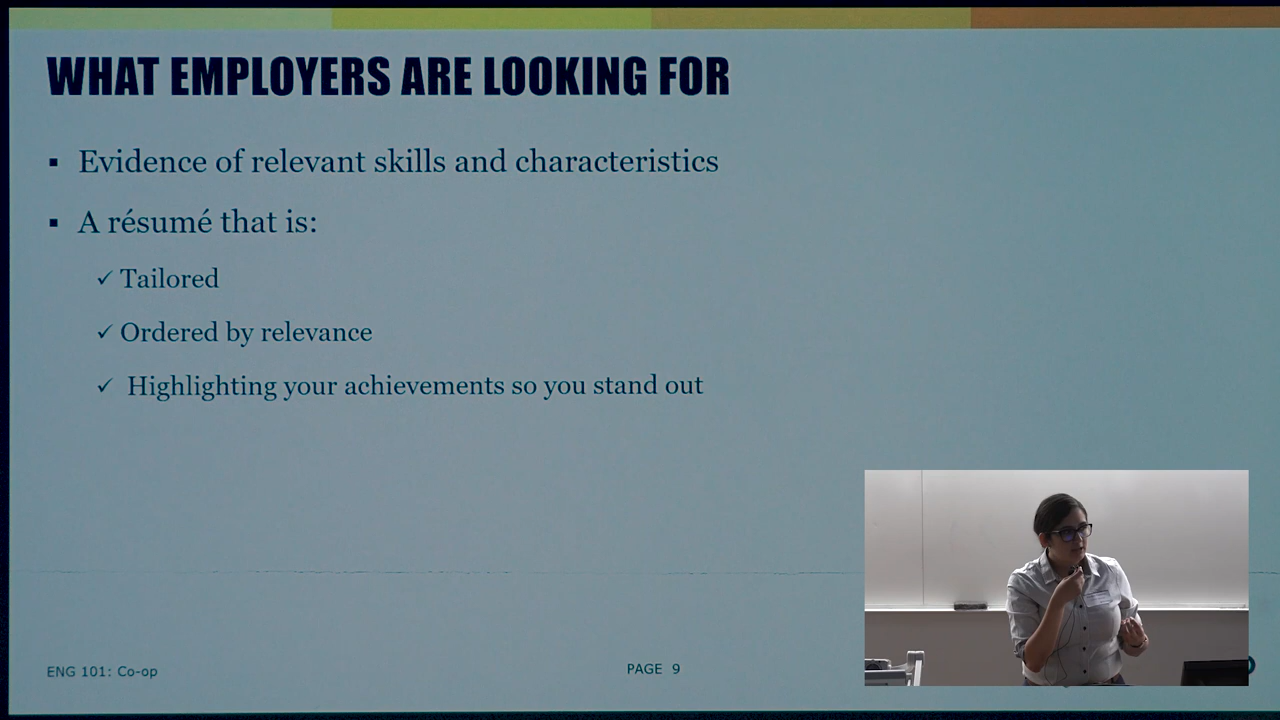 WHAT EMPLOYERS ARE LOOKING FOR
▪ Evidence of relevant skills and characteristics
▪ A résumé that is:
✓ Tailored
✓ Ordered by relevance
✓ Highlighting your achievements so you stand out
ENG 101: Co-op
PAGE 9